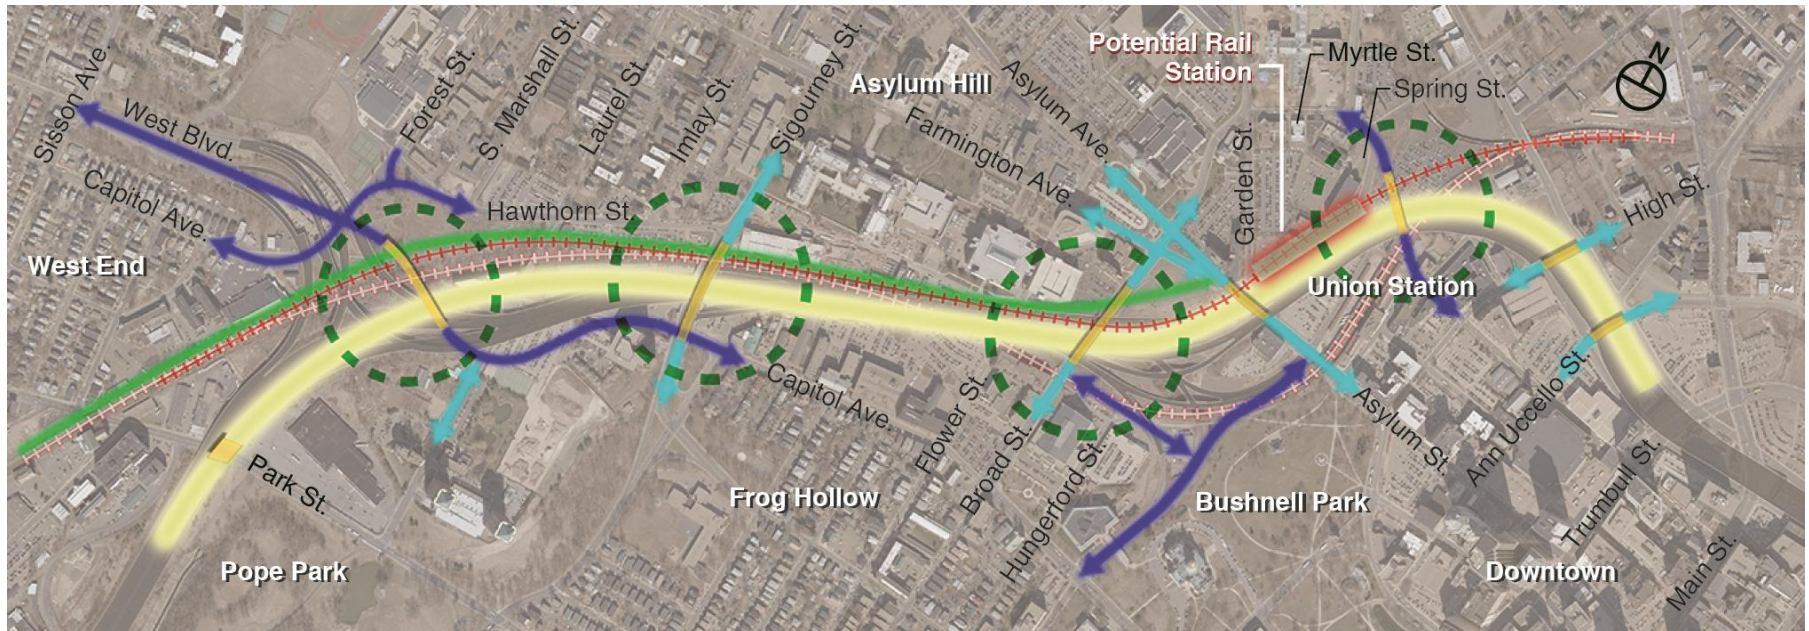 Sisson Ave.
West Blvd.
Capitol Ave.
West End
Forest St.
S. Marshall St.
Laurel St.
Imlay St.
Sigourney St.
Hawthorn St.
Asylum Hill
Farmington Ave.
Asylum Ave.
Potential Rail
Station
Garden St.
Myrtle St.
Spring St.
N
High St.
Union Station
Capitol Ave.
Flower St.
Broad St.
Hungerford St.
Asylum St.
Ann Uccello St.
Trumbull St.
Main St.
Park St.
Pope Park
Frog Hollow
Bushnell Park
Downtown